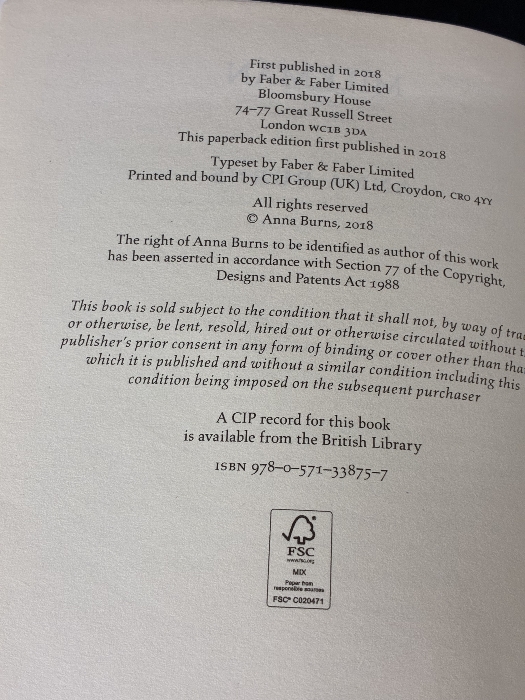 First published in 2018
by Faber & Faber Limited
Bloomsbury House
74–77 Great Russell Street
London WC1B 3DA
This paperback edition first published in 2018
Typeset by Faber & Faber Limited
Printed and bound by CPI Group (UK) Ltd, Croydon, CR0 4YY
All rights reserved
© Anna Burns, 2018
The right of Anna Burns to be identified as author of this work
has been asserted in accordance with Section 77 of the Copyright,
Designs and Patents Act 1988
This book is sold subject to the condition that it shall not, by way of
or otherwise, be lent, resold, hired out or otherwise circulated without
publisher's prior consent in any form of binding or cover other than
which it is published and without a similar condition including this
condition being imposed on the subsequent purchaser
A CIP record for this book
is available from the British Library
ISBN 978–0–571–33875–7
FSC
www.fsc.org
MIX
Paper from
responsible sources
FSC® C020471